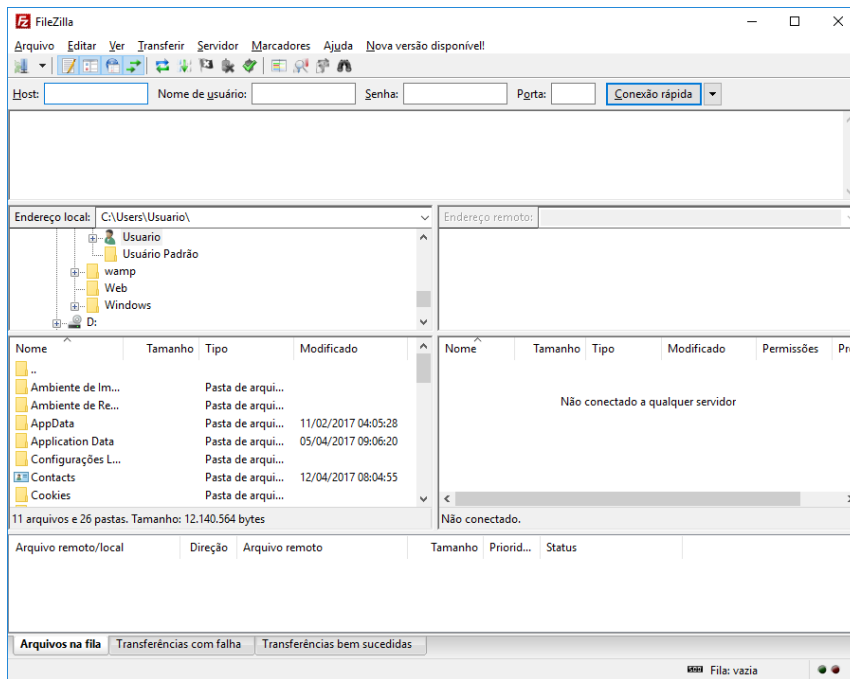 FileZilla
Arquivo Editar Ver Transferir Servidor Marcadores Ajuda Nova versão disponível!
Host: Nome de usuário: Senha: Porta: Conexão rápida
Endereço local: C:\Users\Usuario\
Usuario
Usuário Padrão
wamp
Web
Windows
D:
Endereço remoto:
Nome Tamanho Tipo Modificado
..
Ambiente de Im... Pasta de arqui...
Ambiente de Re... Pasta de arqui...
AppData Pasta de arqui... 11/02/2017 04:05:28
Application Data Pasta de arqui... 05/04/2017 09:06:20
Configurações L... Pasta de arqui...
Contacts Pasta de arqui... 12/04/2017 08:04:55
Cookies Pasta de arqui...
11 arquivos e 26 pastas. Tamanho: 12.140.564 bytes
Nome Tamanho Tipo Modificado Permissões Pr
Não conectado a qualquer servidor
Não conectado.
Arquivo remoto/local Direção Arquivo remoto Tamanho Priorid... Status
Arquivos na fila Transferências com falha Transferências bem sucedidas
Fila: vazia